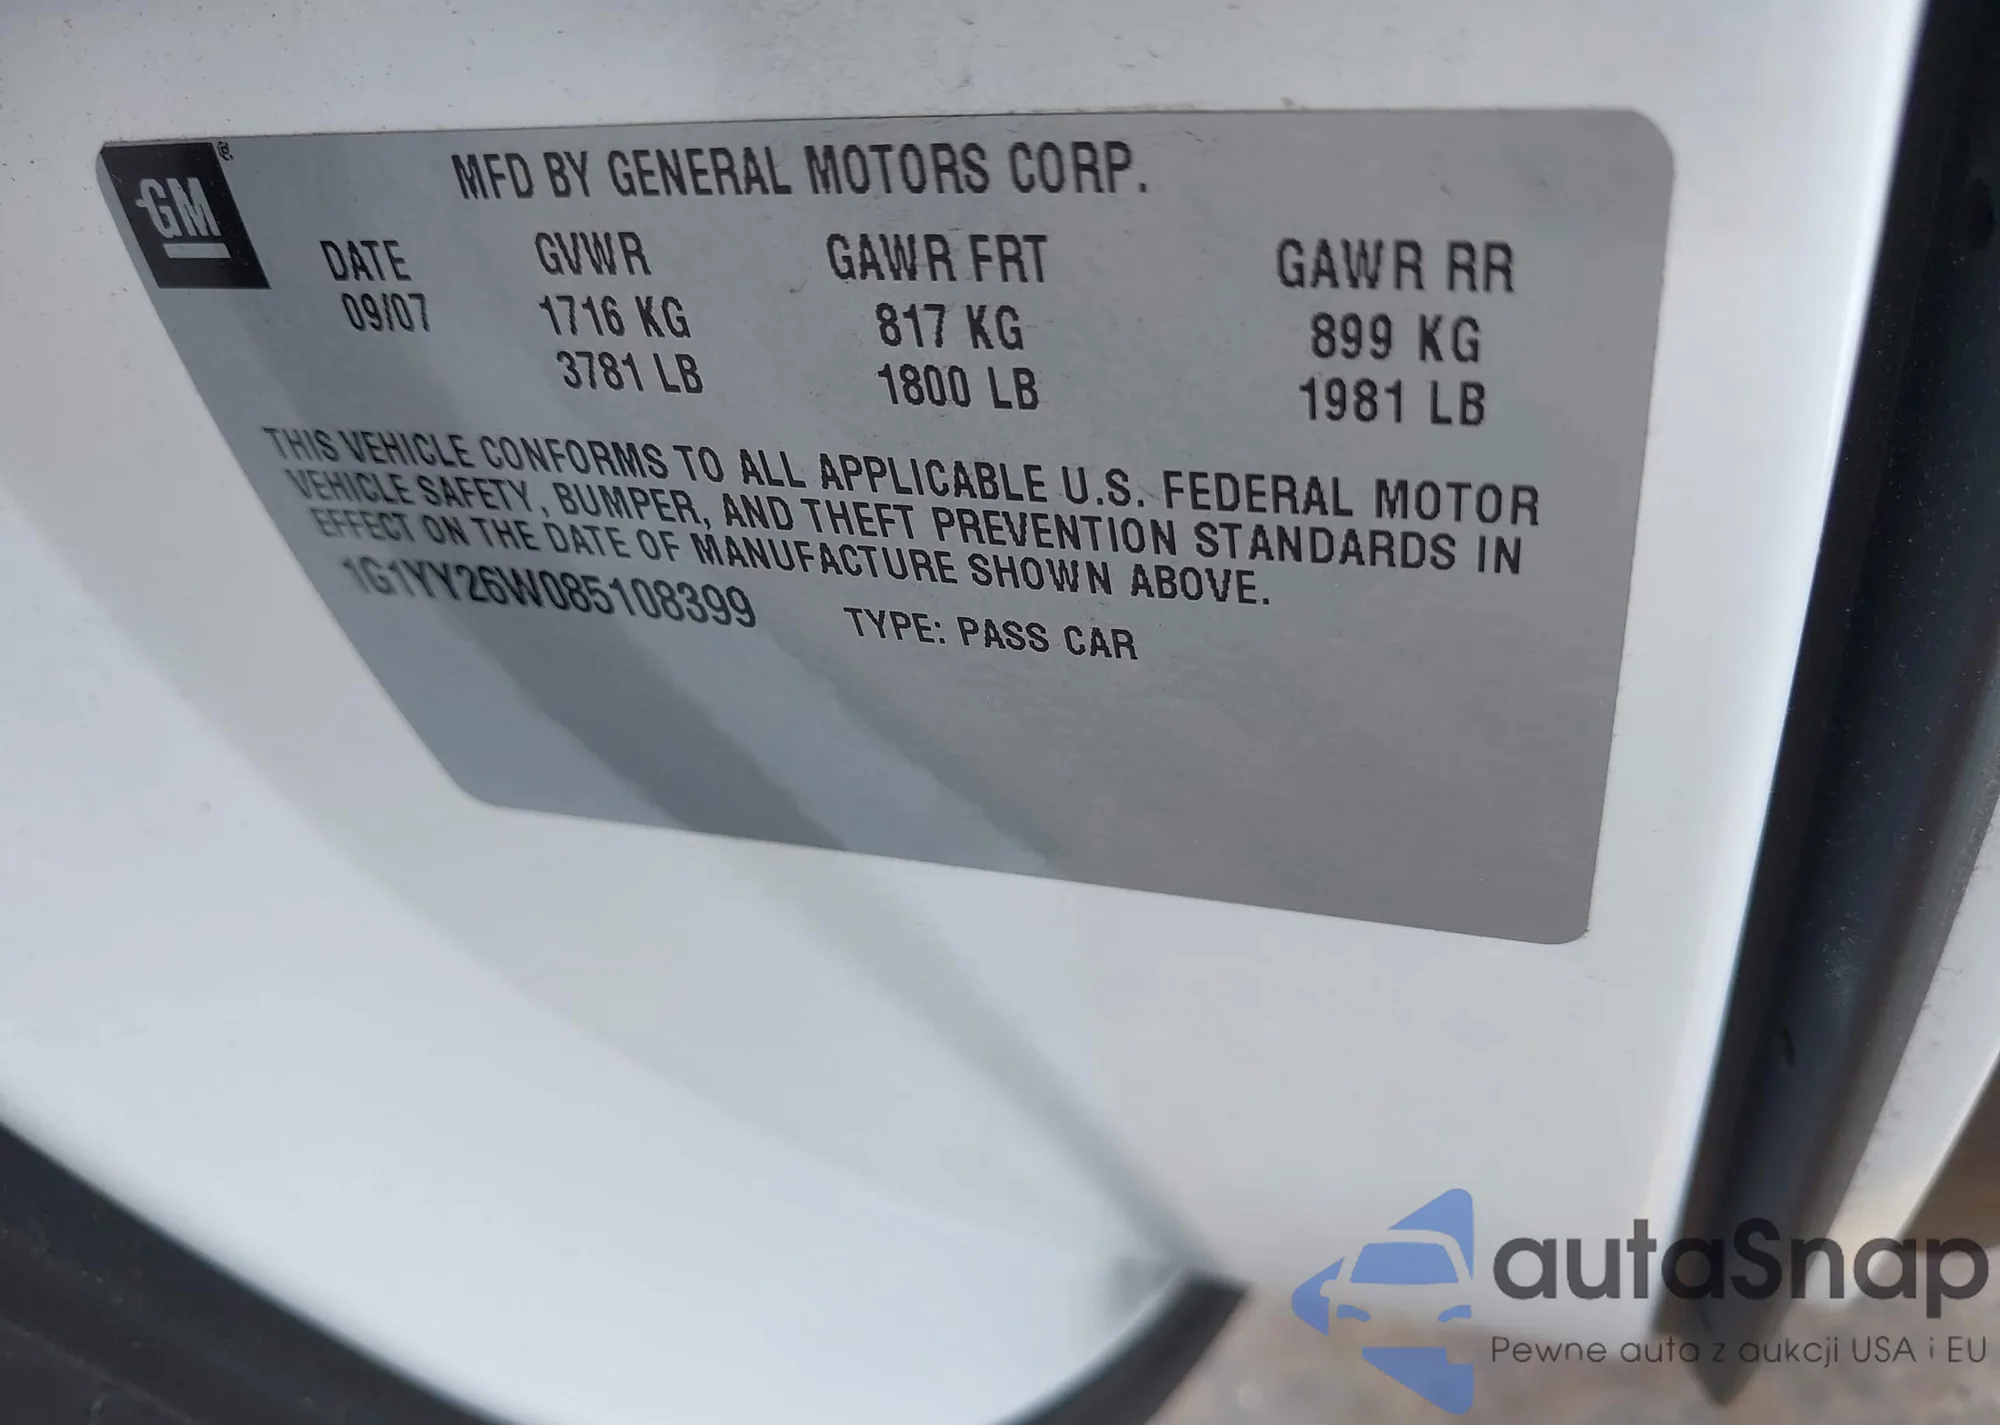 GM
MFD BY GENERAL MOTORS CORP.
DATE GVWR GAWR FRT GAWR RR
09/07 1716 KG 817 KG 899 KG
3781 LB 1800 LB 1981 LB
THIS VEHICLE CONFORMS TO ALL APPLICABLE U.S. FEDERAL MOTOR
VEHICLE SAFETY, BUMPER, AND THEFT PREVENTION STANDARDS IN
EFFECT ON THE DATE OF MANUFACTURE SHOWN ABOVE.
1G1YY26W085108399 TYPE: PASS CAR
autaSnap
Pewne auta z aukcji USA i EU